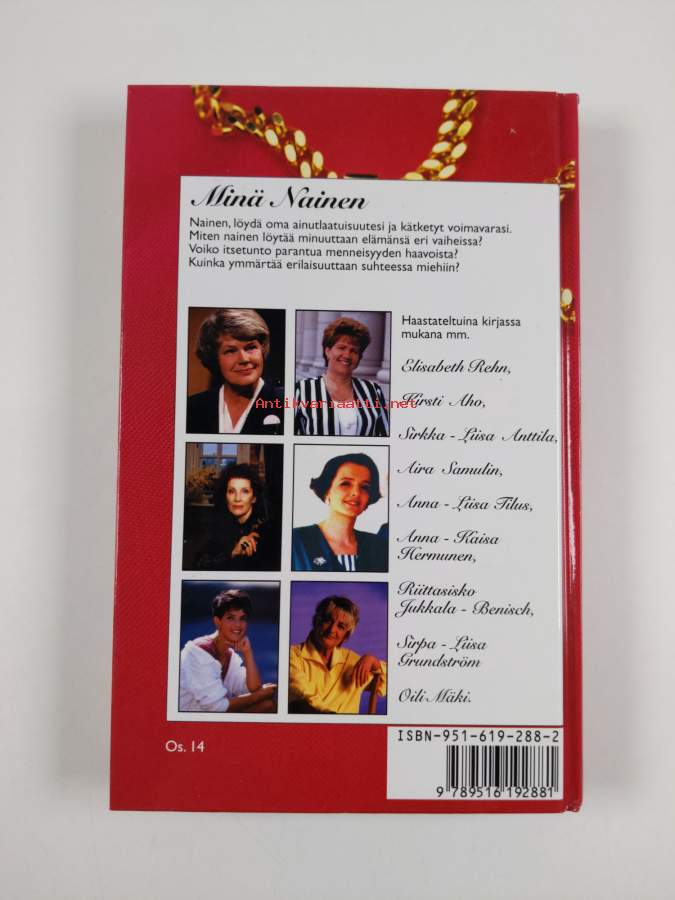 Minä Nainen
Nainen, löydä oma ainutlaatuisuutesi ja kätketyt voimavarasi.
Miten nainen löytää minuuttaan elämänsä eri vaiheissa?
Voiko itsetunto parantua menneisyyden haavoista?
Kuinka ymmärtää erilaisuuttaan suhteessa miehiin?
Haastateltuina kirjassa
mukana mm.
Elisabeth Rehn,
Kirsti Aho,
Sirkka - Liisa Anttila,
Aira Samulin,
Anna - Liisa Tilus,
Anna - Kaisa
Hermunen,
Riittasisko
Jukkala - Benisch,
Sirpa - Liisa
Grundström
Oili Mäki.
Antikvariaatti.net
Os. 14
ISBN-951-619-288-2
9 789516 192881